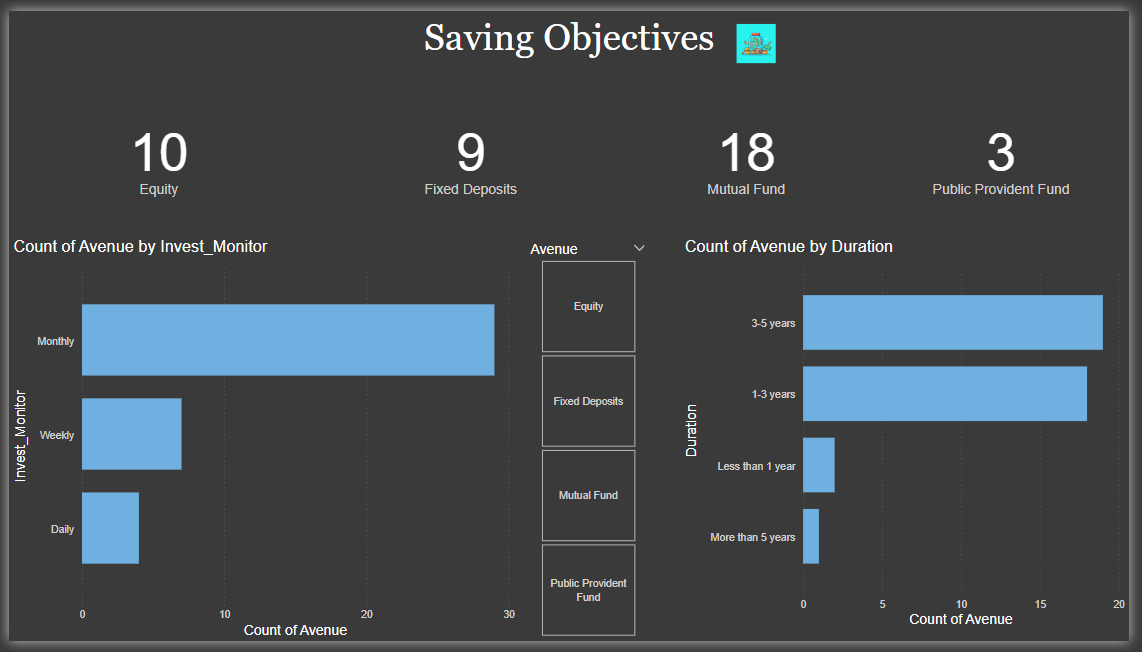 Saving Objectives
10
Equity
9
Fixed Deposits
18
Mutual Fund
3
Public Provident Fund
Count of Avenue by Invest_Monitor
Invest_Monitor
Monthly
Weekly
Daily
0 10 20 30
Count of Avenue
Avenue
Equity
Fixed Deposits
Mutual Fund
Public Provident
Fund
Count of Avenue by Duration
Duration
3-5 years
1-3 years
Less than 1 year
More than 5 years
0 5 10 15 20
Count of Avenue